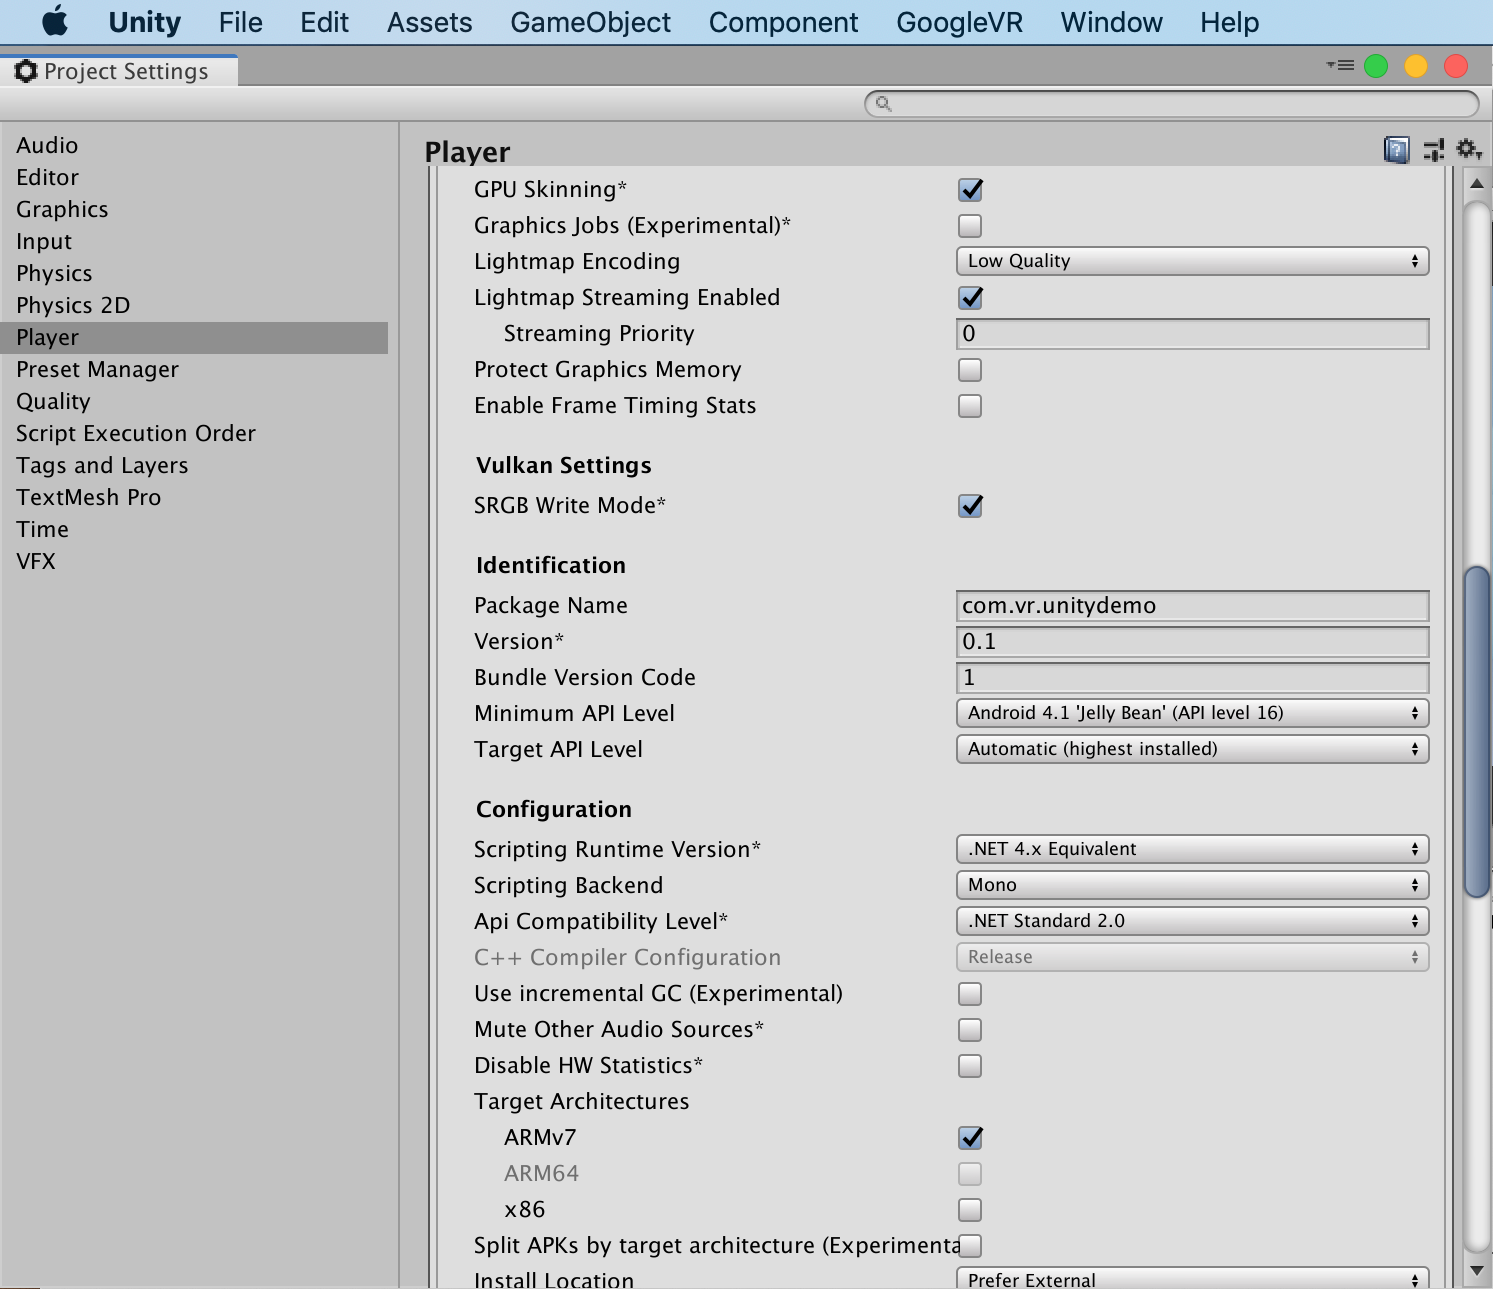 Unity File Edit Assets GameObject Component GoogleVR Window Help
Project Settings
Audio
Editor
Graphics
Input
Physics
Physics 2D
Player
Preset Manager
Quality
Script Execution Order
Tags and Layers
TextMesh Pro
Time
VFX
Player
GPU Skinning*
Graphics Jobs (Experimental)*
Lightmap Encoding Low Quality
Lightmap Streaming Enabled
Streaming Priority 0
Protect Graphics Memory
Enable Frame Timing Stats
Vulkan Settings
SRGB Write Mode*
Identification
Package Name com.vr.unitydemo
Version* 0.1
Bundle Version Code 1
Minimum API Level Android 4.1 'Jelly Bean' (API level 16)
Target API Level Automatic (highest installed)
Configuration
Scripting Runtime Version* .NET 4.x Equivalent
Scripting Backend Mono
Api Compatibility Level* .NET Standard 2.0
C++ Compiler Configuration Release
Use incremental GC (Experimental)
Mute Other Audio Sources*
Disable HW Statistics*
Target Architectures
ARMv7
ARM64
x86
Split APKs by target architecture (Experimenta
Install Location Prefer External